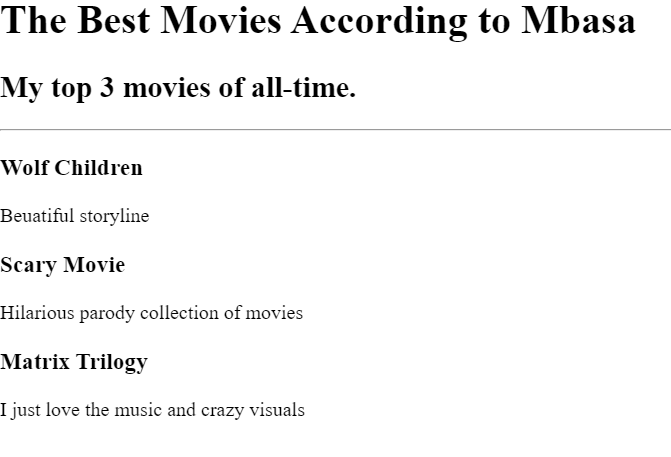 The Best Movies According to Mbasa
My top 3 movies of all-time.
Wolf Children
Beuatiful storyline
Scary Movie
Hilarious parody collection of movies
Matrix Trilogy
I just love the music and crazy visuals